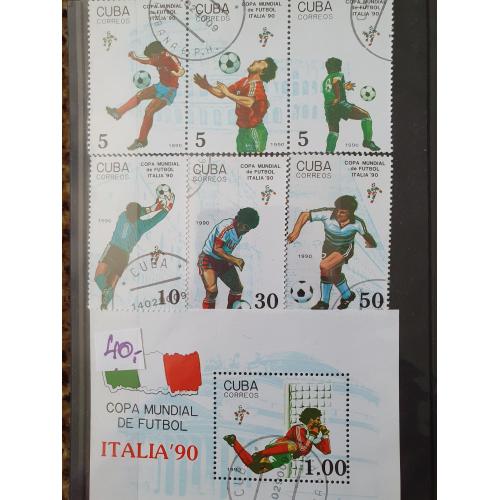 CUBA COPA MUNDIAL
CORREOS DE FUTBOL
ITALIA '90
5 1990
CUBA COPA MUNDIAL
CORREOS DE FUTBOL
ITALIA '90
5 1990
CUBA COPA MUNDIAL
CORREOS DE FUTBOL
ITALIA '90
5 1990
CUBA COPA MUNDIAL
CORREOS DE FUTBOL
ITALIA '90
1990
10
CUBA COPA MUNDIAL
CORREOS DE FUTBOL
ITALIA '90
1990
30
CUBA COPA MUNDIAL
CORREOS DE FUTBOL
ITALIA '90
1990
50
CUBA
40,-
COPA MUNDIAL
DE FUTBOL
ITALIA'90
CUBA
CORREOS
1990
1.00